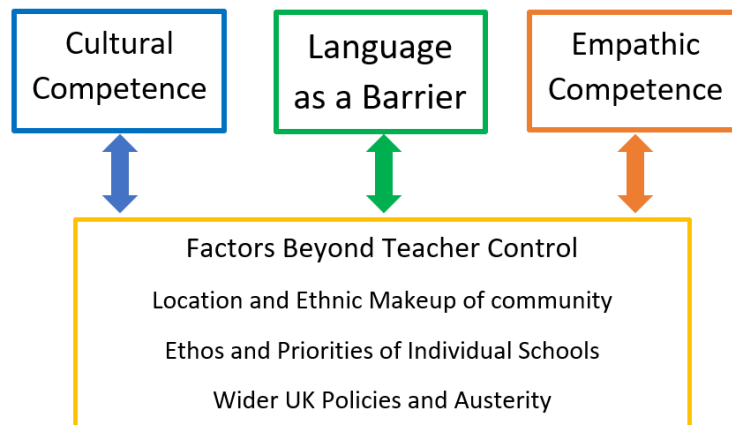 Cultural
Competence
Language
as a Barrier
Empathic
Competence
Factors Beyond Teacher Control
Location and Ethnic Makeup of community
Ethos and Priorities of Individual Schools
Wider UK Policies and Austerity